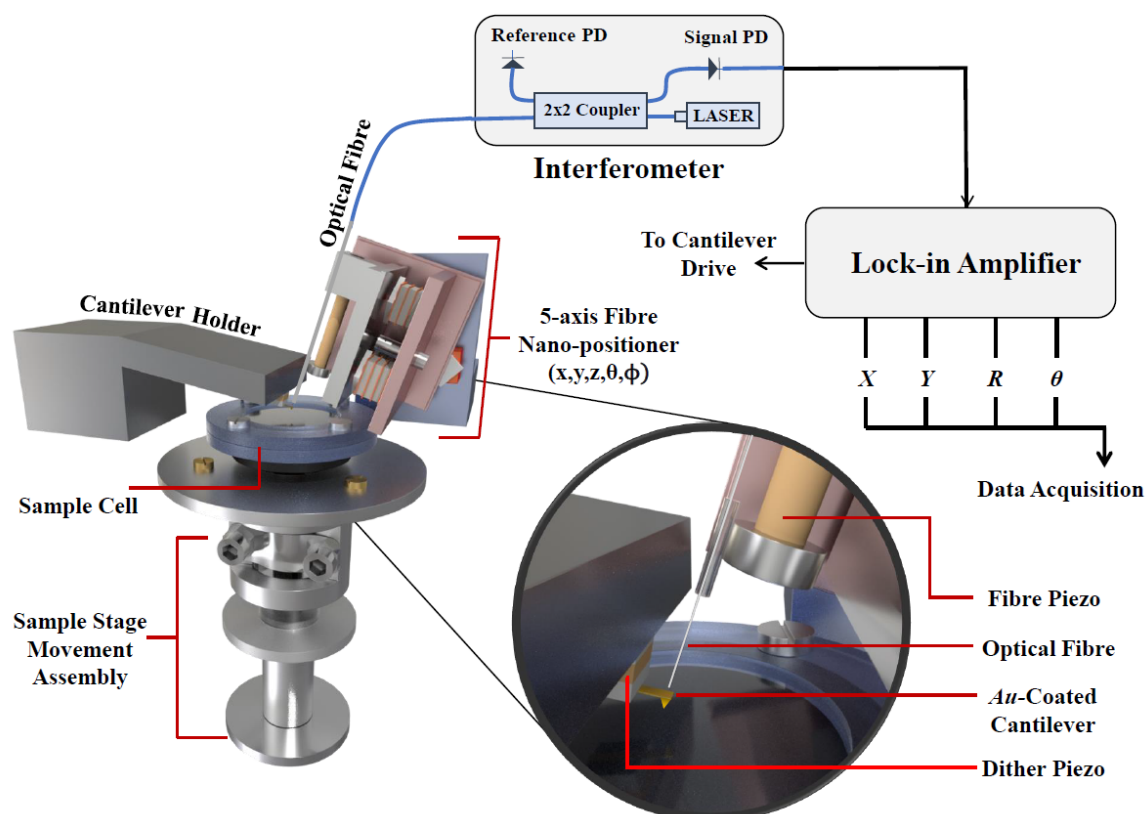 Reference PD
Signal PD
2x2 Coupler
LASER
Interferometer
Optical Fibre
To Cantilever
Drive
Lock-in Amplifier
Cantilever Holder
5-axis Fibre
Nano-positioner
(x,y,z,θ,ϕ)
X
Y
R
θ
Data Acquisition
Sample Cell
Sample Stage
Movement
Assembly
Fibre Piezo
Optical Fibre
Au-Coated
Cantilever
Dither Piezo